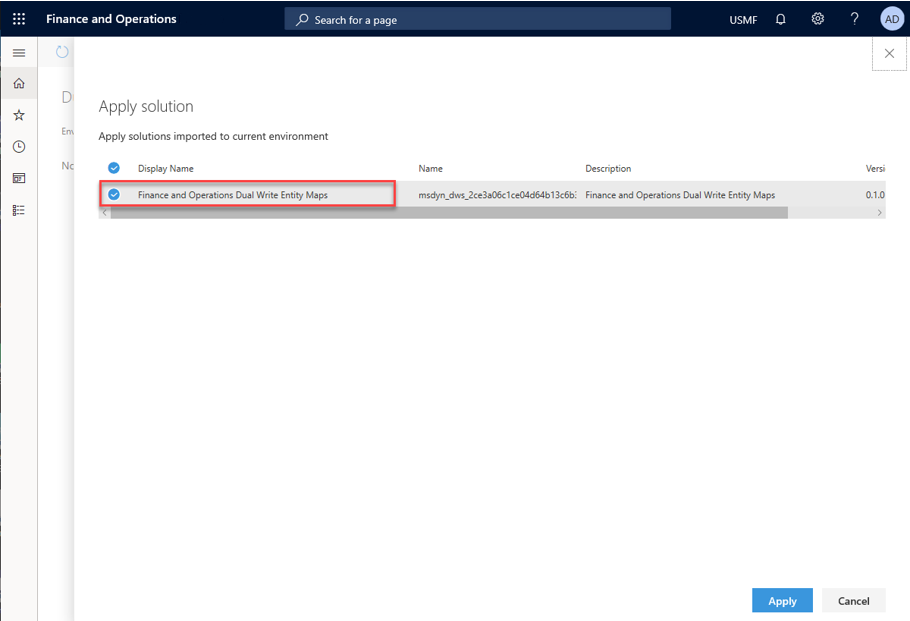 Finance and Operations
Search for a page
USMF
?
AD
D
Env
No
Apply solution
Apply solutions imported to current environment
Display Name Name Description Versi
Finance and Operations Dual Write Entity Maps msdyn_dws_2ce3a06c1ce04d64b13c6b3 Finance and Operations Dual Write Entity Maps 0.1.0
Apply Cancel